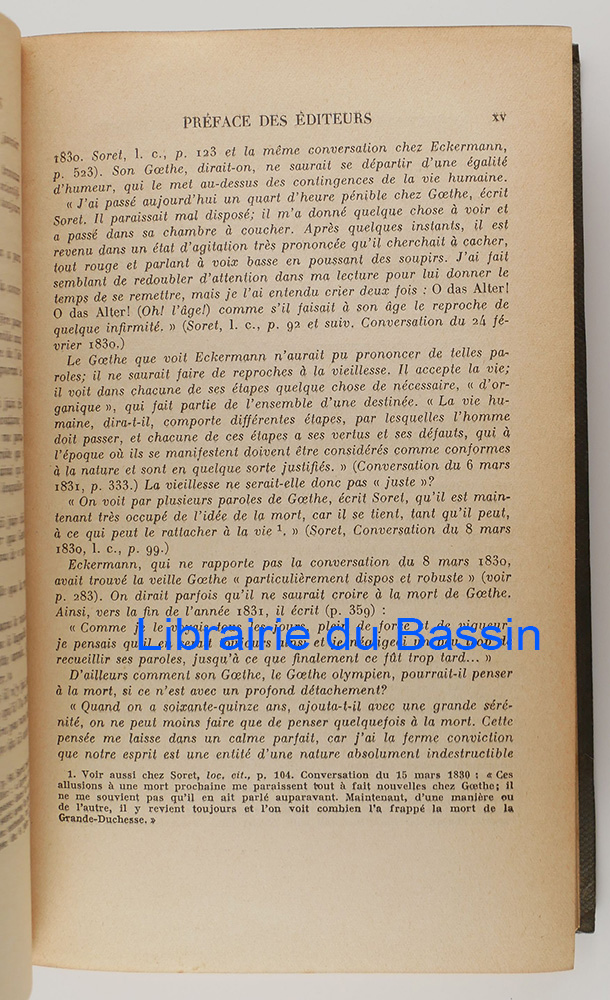 PRÉFACE DES ÉDITEURS xv
1830. Soret, l. c., p. 123 et la même conversation chez Eckermann,
p. 523). Son Gœthe, dirait-on, ne saurait se départir d'une égalité
d'humeur, qui le met au-dessus des contingences de la vie humaine.
« J'ai passé aujourd'hui un quart d'heure pénible chez Gœthe, écrit
Soret. Il paraissait mal disposé; il m'a donné quelque chose à voir et
a passé dans sa chambre à coucher. Après quelques instants, il est
revenu dans un état d'agitation très prononcée qu'il cherchait à cacher,
tout rouge et parlant à voix basse en poussant des soupirs. J'ai fait
semblant de redoubler d'attention dans ma lecture pour lui donner le
temps de se remettre, mais je l'ai entendu crier deux fois : O das Alter!
O das Alter! (Oh! l'âge!) comme s'il faisait à son âge le reproche de
quelque infirmité. » (Soret, l. c., p. 92 et suiv. Conversation du 24 fé-
vrier 1830.)
Le Gœthe que voit Eckermann n'aurait pu prononcer de telles pa-
roles; il ne saurait faire de reproches à la vieillesse. Il accepte la vie;
il voit dans chacune de ses étapes quelque chose de nécessaire, « d'or-
ganique », qui fait partie de l'ensemble d'une destinée. « La vie hu-
maine, dira-t-il, comporte différentes étapes, par lesquelles l'homme
doit passer, et chacune de ces étapes a ses vertus et ses défauts, qui à
l'époque où ils se manifestent doivent être considérés comme conformes
à la nature et sont en quelque sorte justifiés. » (Conversation du 6 mars
1831, p. 333.) La vieillesse ne serait-elle donc pas « juste »?
« On voit par plusieurs paroles de Gœthe, écrit Soret, qu'il est main-
tenant très occupé de l'idée de la mort, car il se tient, tant qu'il peut,
à ce qui peut le rattacher à la vie ¹. » (Soret, Conversation du 8 mars
1830, l. c., p. 99.)
Eckermann, qui ne rapporte pas la conversation du 8 mars 1830,
avait trouvé la veille Gœthe « particulièrement dispos et robuste » (voir
p. 283). On dirait parfois qu'il ne saurait croire à la mort de Gœthe.
Ainsi, vers la fin de l'année 1831, il écrit (p. 359) :
« Comme je le voyais tous les jours, plein de force et de vigueur,
je pensais qu'il en serait toujours ainsi et je négligeai un peu trop de
Librairie du Bassin
recueillir ses paroles, jusqu'à ce que finalement ce fût trop tard... »
D'ailleurs comment son Gœthe, le Gœthe olympien, pourrait-il penser
à la mort, si ce n'est avec un profond détachement?
« Quand on a soixante-quinze ans, ajouta-t-il avec une grande séré-
nité, on ne peut moins faire que de penser quelquefois à la mort. Cette
pensée me laisse dans un calme parfait, car j'ai la ferme conviction
que notre esprit est une entité d'une nature absolument indestructible
1. Voir aussi chez Soret, loc. cit., p. 104. Conversation du 15 mars 1830 : « Ces
allusions à une mort prochaine me paraissent tout à fait nouvelles chez Gœthe; il
ne me souvient pas qu'il en ait parlé auparavant. Maintenant, d'une manière ou
de l'autre, il y revient toujours et l'on voit combien l'a frappé la mort de la
Grande-Duchesse. »